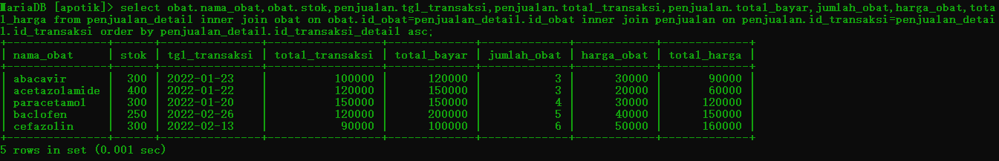 MariaDB [apotik]> select obat.nama_obat,obat.stok,penjualan.tgl_transaksi,penjualan.total_transaksi,penjualan.total_bayar,jumlah_obat,harga_obat,tota
l_harga from penjualan_detail inner join obat on obat.id_obat=penjualan_detail.id_obat inner join penjualan on penjualan.id_transaksi=penjualan_detai
l.id_transaksi order by penjualan_detail.id_transaksi_detail asc;
+---------------+------+---------------+-----------------+-------------+-------------+------------+-------------+
| nama_obat     | stok | tgl_transaksi | total_transaksi | total_bayar | jumlah_obat | harga_obat | total_harga |
+---------------+------+---------------+-----------------+-------------+-------------+------------+-------------+
| abacavir      |  300 | 2022-01-23    |          100000 |      120000 |           3 |      30000 |       90000 |
| acetazolamide |  400 | 2022-01-22    |          120000 |      150000 |           3 |      20000 |       60000 |
| paracetamol   |  300 | 2022-01-20    |          150000 |      150000 |           4 |      30000 |      120000 |
| baclofen      |  250 | 2022-02-26    |          120000 |      200000 |           5 |      40000 |      150000 |
| cefazolin     |  300 | 2022-02-13    |           90000 |      100000 |           6 |      50000 |      160000 |
+---------------+------+---------------+-----------------+-------------+-------------+------------+-------------+
5 rows in set (0.001 sec)